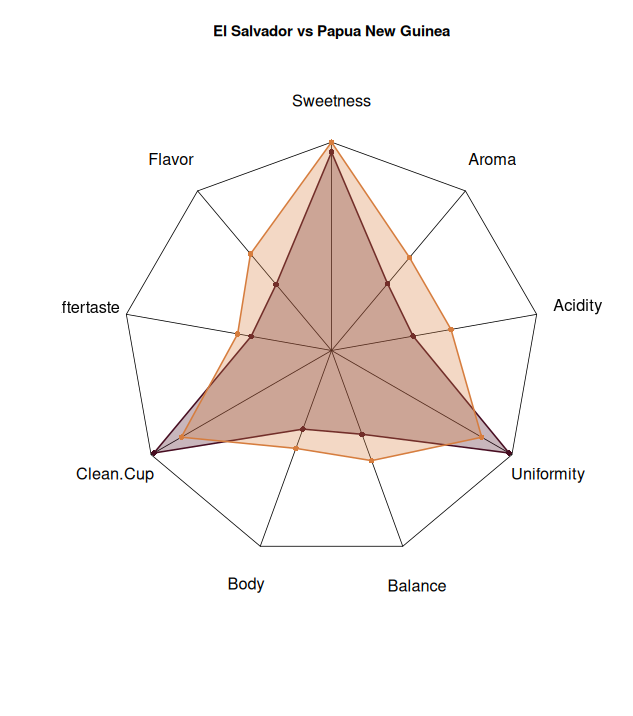 El Salvador vs Papua New Guinea
Sweetness
Flavor
Aroma
ftertaste
Acidity
Clean.Cup
Uniformity
Body
Balance